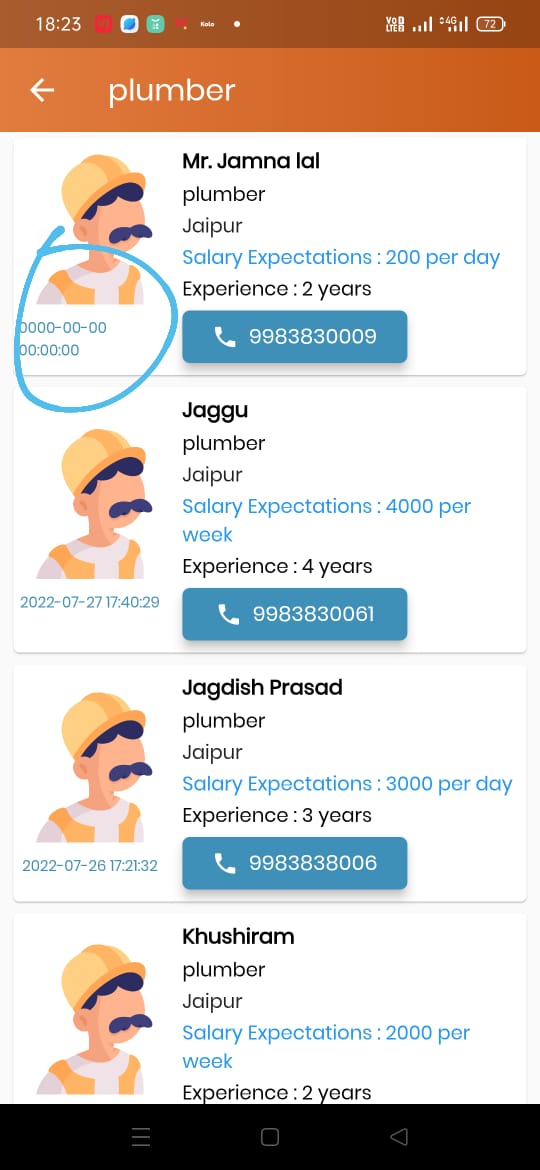 18:23
Kolo
VoD
LTE2
4G
72
plumber
Mr. Jamna lal
plumber
Jaipur
Salary Expectations : 200 per day
Experience : 2 years
0000-00-00
00:00:00
9983830009
Jaggu
plumber
Jaipur
Salary Expectations : 4000 per
week
Experience : 4 years
2022-07-27 17:40:29
9983830061
Jagdish Prasad
plumber
Jaipur
Salary Expectations : 3000 per day
Experience : 3 years
2022-07-26 17:21:32
9983838006
Khushiram
plumber
Jaipur
Salary Expectations : 2000 per
week
Experience : 2 years